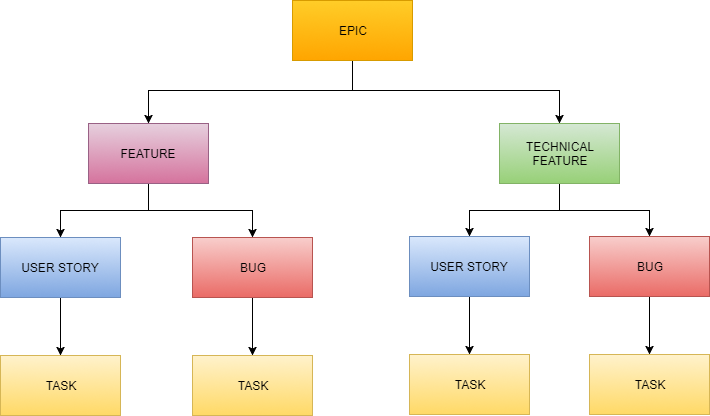 EPIC
FEATURE
TECHNICAL
FEATURE
USER STORY
BUG
USER STORY
BUG
TASK
TASK
TASK
TASK